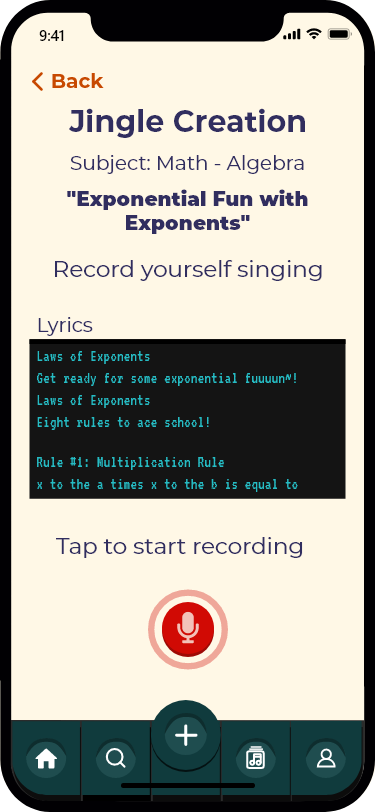 9:41
Back
Jingle Creation
Subject: Math - Algebra
"Exponential Fun with
Exponents"
Record yourself singing
Lyrics
Laws of Exponents
Get ready for some exponential fuuuun~!
Laws of Exponents
Eight rules to ace school!
Rule #1: Multiplication Rule
x to the a times x to the b is equal to
Tap to start recording